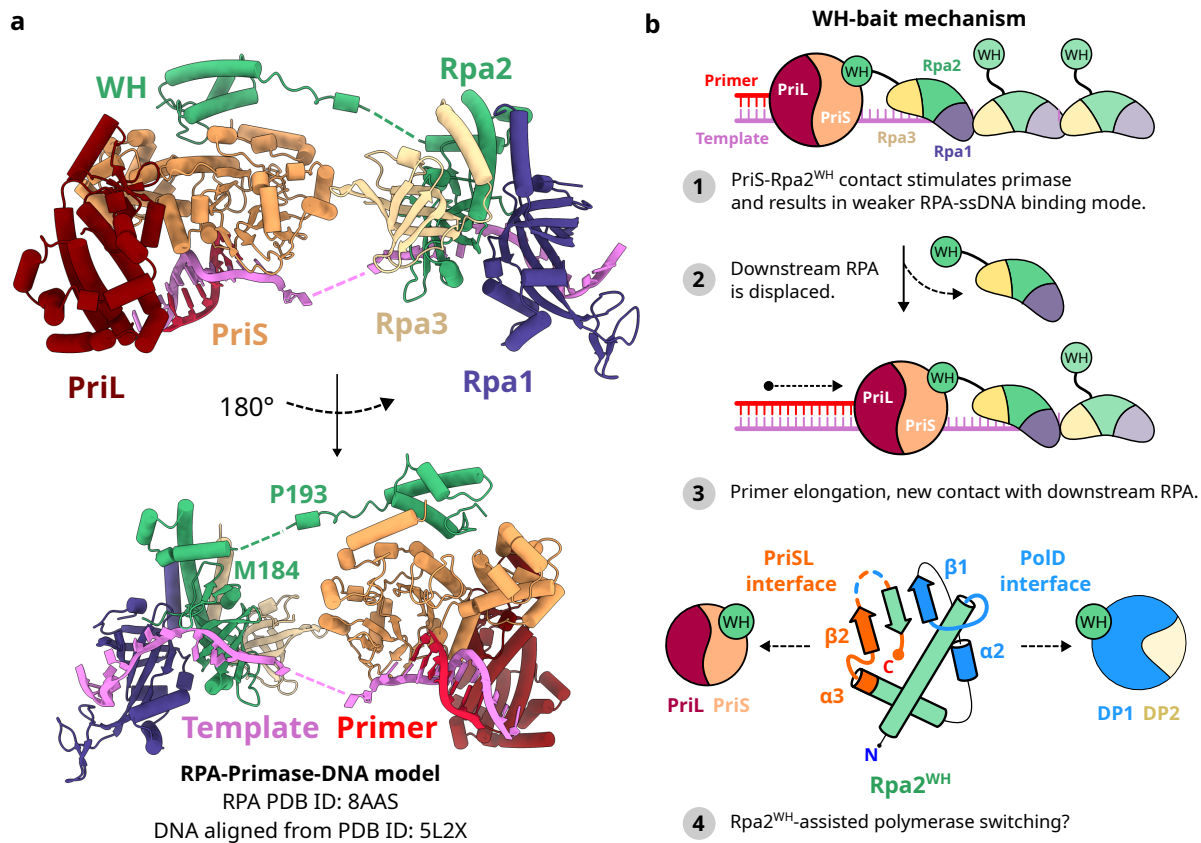 a
WH
Rpa2
PriS
Rpa3
PriL
Rpa1
180°
P193
M184
Template Primer
RPA-Primase-DNA model
RPA PDB ID: 8AAS
DNA aligned from PDB ID: 5L2X
b
WH-bait mechanism
WH
WH
WH
Rpa2
Primer
PriL
PriS
Template
Rpa3
Rpa1
1
PriS-Rpa2WH contact stimulates primase
and results in weaker RPA-ssDNA binding mode.
2
Downstream RPA
is displaced.
WH
WH
WH
PriL
PriS
3
Primer elongation, new contact with downstream RPA.
PriSL
interface
β1
PolD
interface
WH
β2
C
α2
WH
α3
PriL PriS
DP1 DP2
N
Rpa2WH
4
Rpa2WH-assisted polymerase switching?